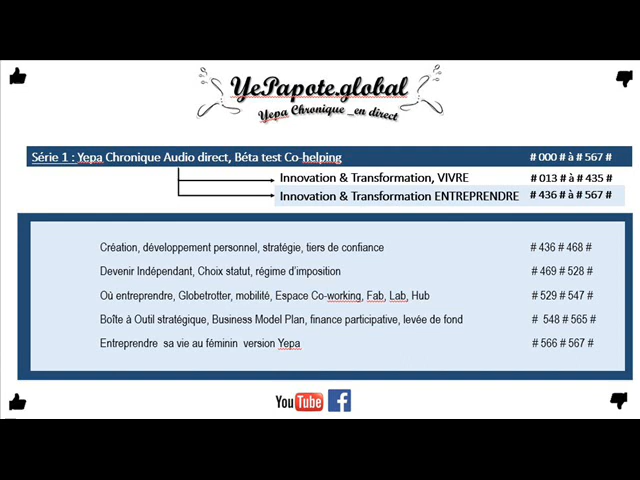 YePapote.global
Yepa Chronique _en direct
Série 1 : Yepa Chronique Audio direct, Béta test Co-helping # 000 # à # 567 #
Innovation & Transformation, VIVRE # 013 # à # 435 #
Innovation & Transformation ENTREPRENDRE # 436 # à # 567 #
Création, développement personnel, stratégie, tiers de confiance # 436 # 468 #
Devenir Indépendant, Choix statut, régime d'imposition # 469 # 528 #
Où entreprendre, Globetrotter, mobilité, Espace Co-working, Fab, Lab, Hub # 529 # 547 #
Boîte à Outil stratégique, Business Model Plan, finance participative, levée de fond # 548 # 565 #
Entreprendre sa vie au féminin version Yepa # 566 # 567 #
YouTube f